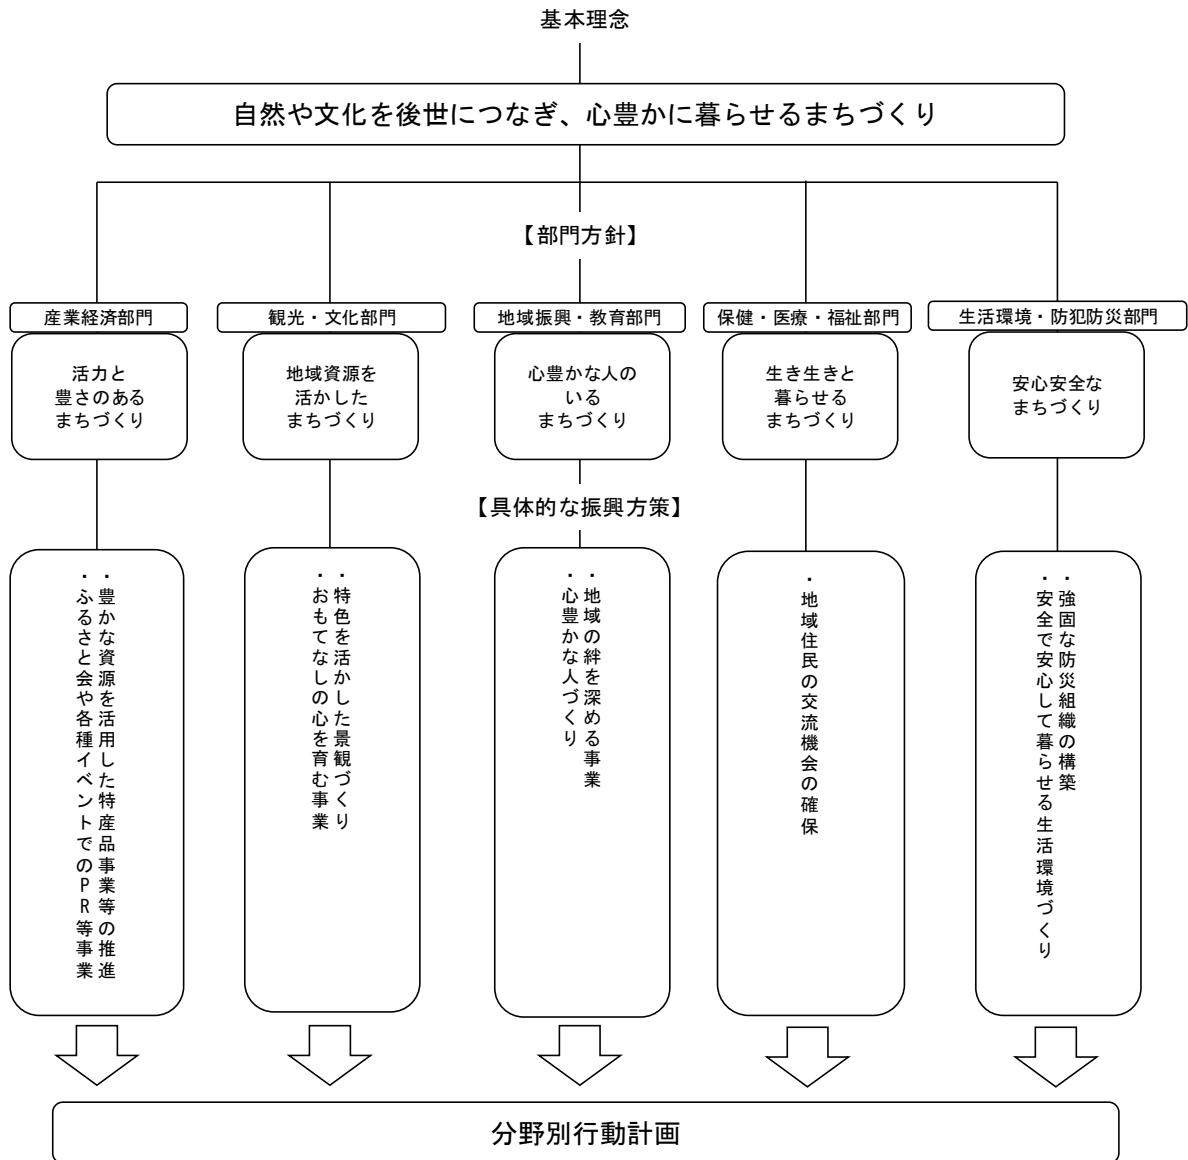 基本理念
自然や文化を後世につなぎ、心豊かに暮らせるまちづくり
【部門方針】
産業経済部門
活力と
豊さのある
まちづくり
観光・文化部門
地域資源を
活かした
まちづくり
地域振興・教育部門
心豊かな人の
いる
まちづくり
保健・医療・福祉部門
生き生きと
暮らせる
まちづくり
生活環境・防犯防災部門
安心安全な
まちづくり
【具体的な振興方策】
・豊かな資源を活用した特産品事業等の推進
・ふるさと会や各種イベントでのPR等事業
・特色を活かした景観づくり
・おもてなしの心を育む事業
・地域の絆を深める事業
・心豊かな人づくり
・地域住民の交流機会の確保
・強固な防災組織の構築
・安全で安心して暮らせる生活環境づくり
分野別行動計画